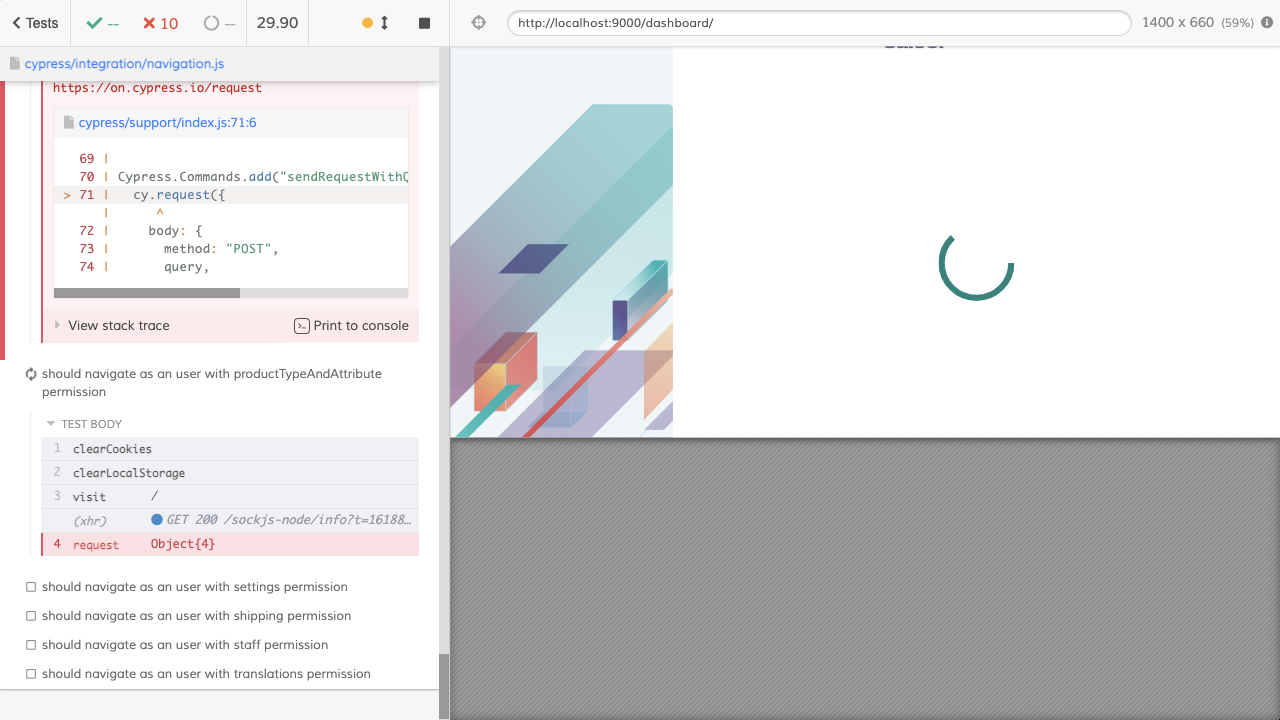 Tests
--
10
--
29.90
http://localhost:9000/dashboard/
1400 x 660 (59%)
cypress/integration/navigation.js
https://on.cypress.io/request
cypress/support/index.js:71:6
69 |
70 | Cypress.Commands.add("sendRequestWithQ
> 71 | cy.request({
| ^
72 | body: {
73 | method: "POST",
74 | query,
View stack trace
Print to console
should navigate as an user with productTypeAndAttribute
permission
TEST BODY
1 clearCookies
2 clearLocalStorage
3 visit /
(xhr) GET 200 /sockjs-node/info?t=16188…
4 request Object{4}
should navigate as an user with settings permission
should navigate as an user with shipping permission
should navigate as an user with staff permission
should navigate as an user with translations permission